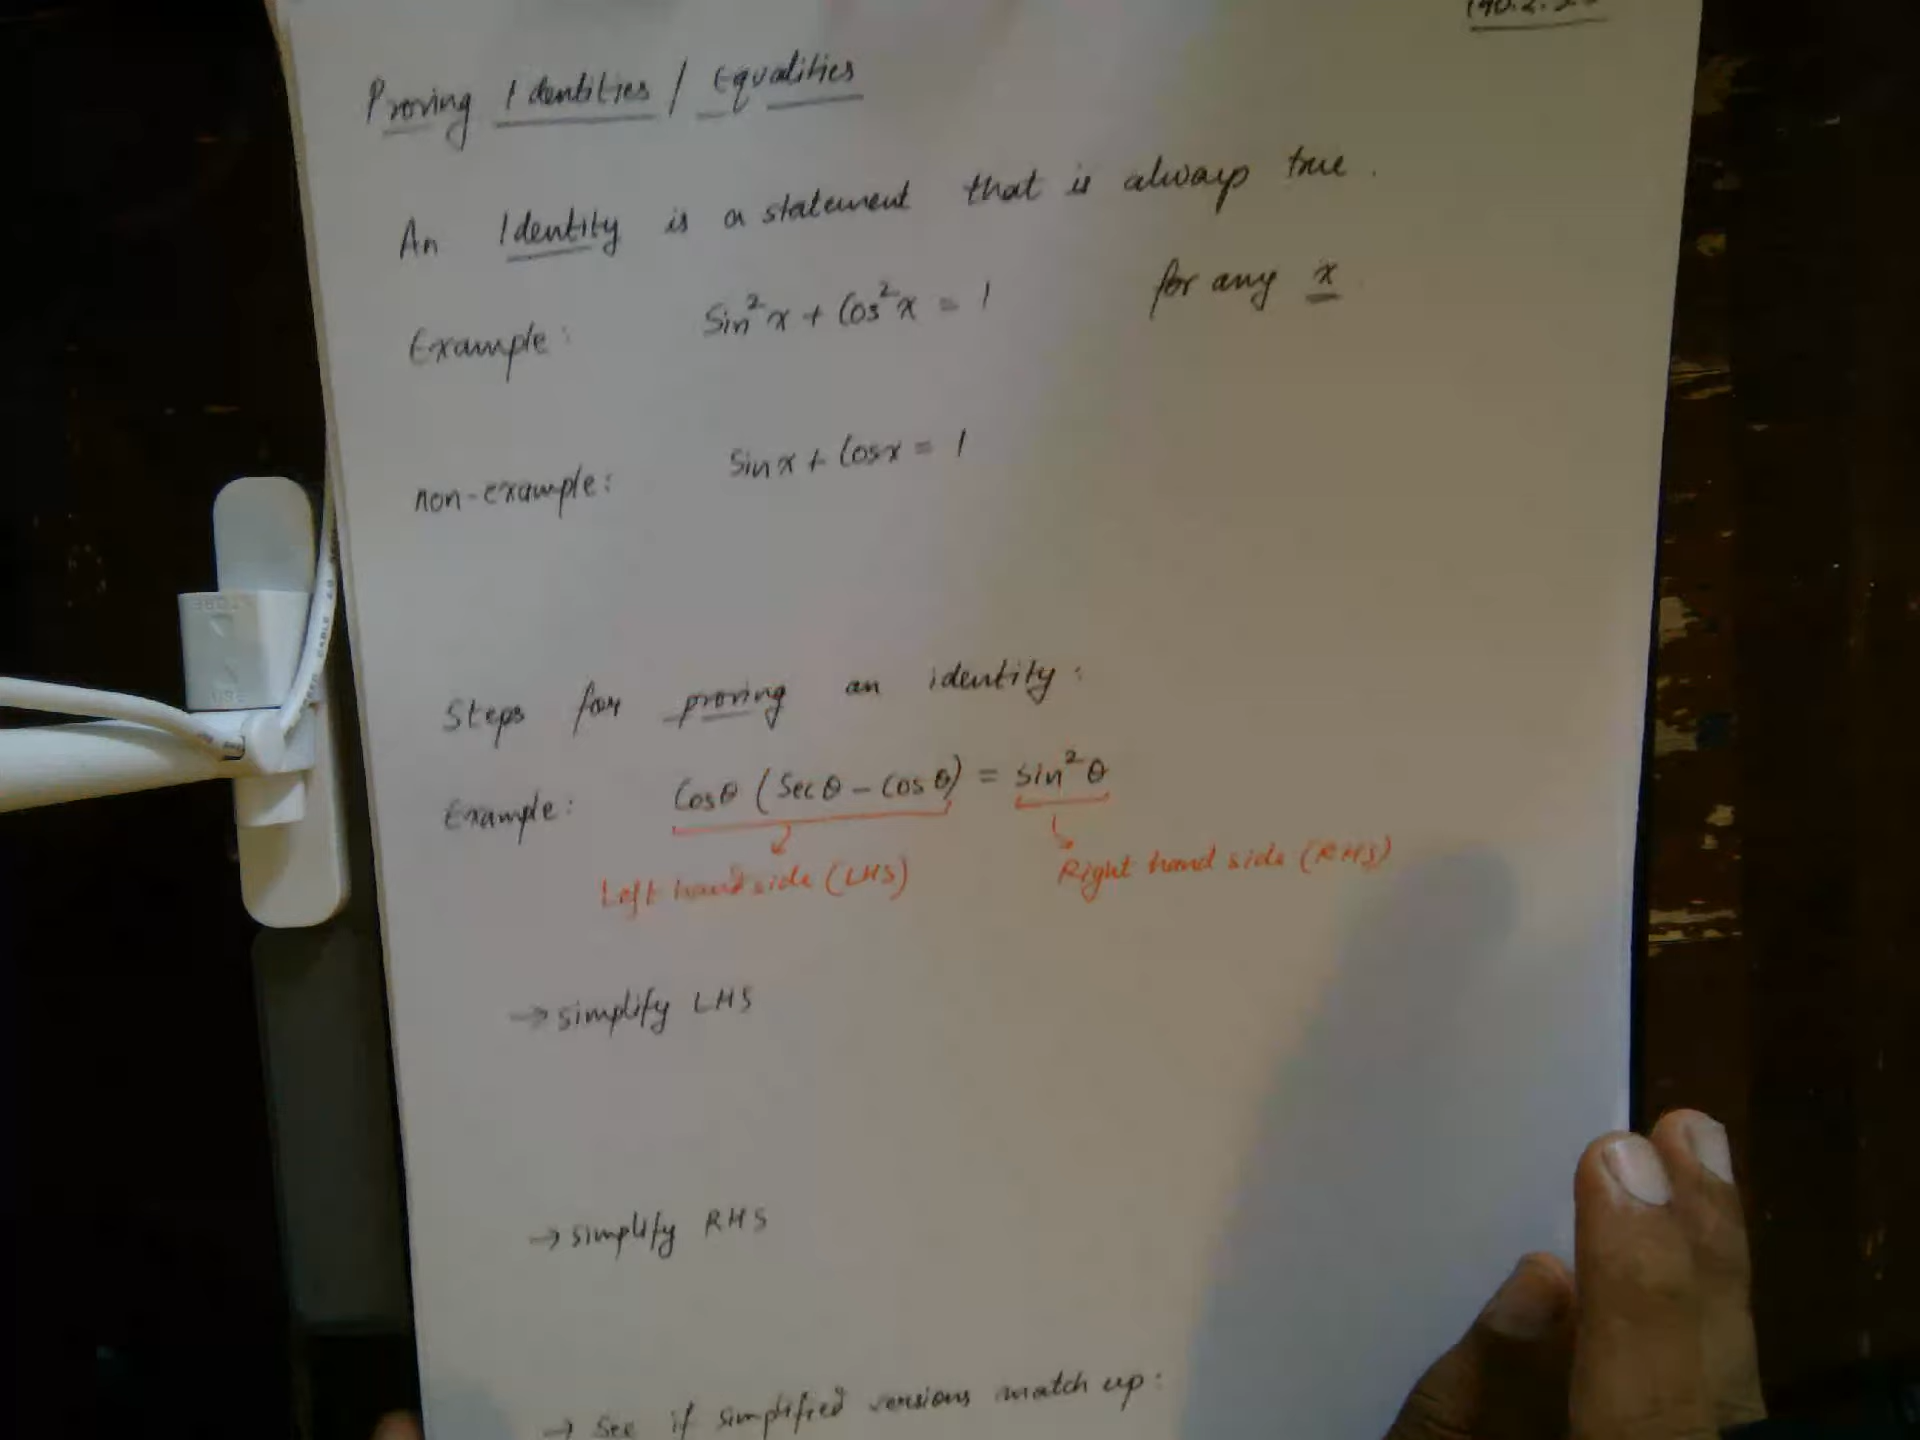 Proving Identities / Equalities
An Identity is a statement that is always true.
for any x
Example: Sin²x + Cos²x = 1
non-example: Sinx + Cosx = 1
Steps for proving an identity:
Example: Cosθ (Secθ – Cosθ) = sin²θ
Left hand side (LHS) Right hand side (RHS)
→ simplify LHS
→ simplify RHS
→ See if simplified versions match up: